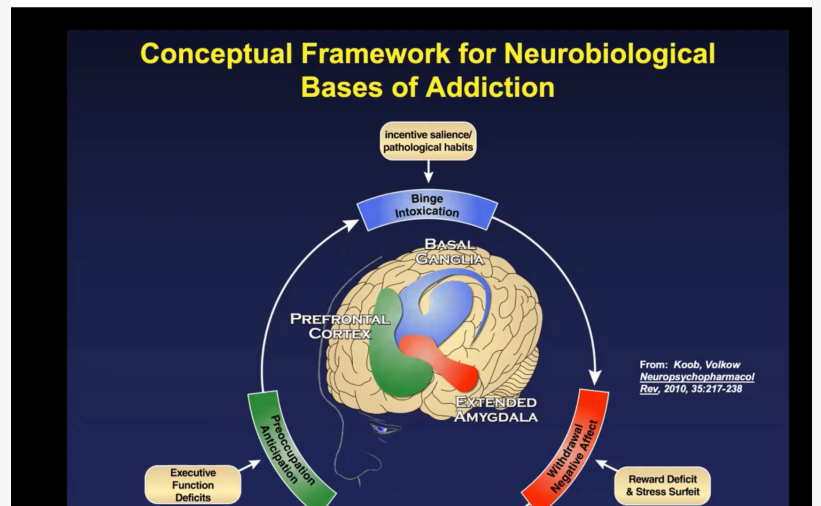 Conceptual Framework for Neurobiological
Bases of Addiction
incentive salience/
pathological habits
Binge
Intoxication
BASAL
GANGLIA
PREFRONTAL
CORTEX
EXTENDED
AMYGDALA
From: Koob, Volkow
Neuropsychopharmacol
Rev, 2010, 35:217-238
Preoccupation
Anticipation
Withdrawal
Negative Affect
Executive
Function
Deficits
Reward Deficit
& Stress Surfeit